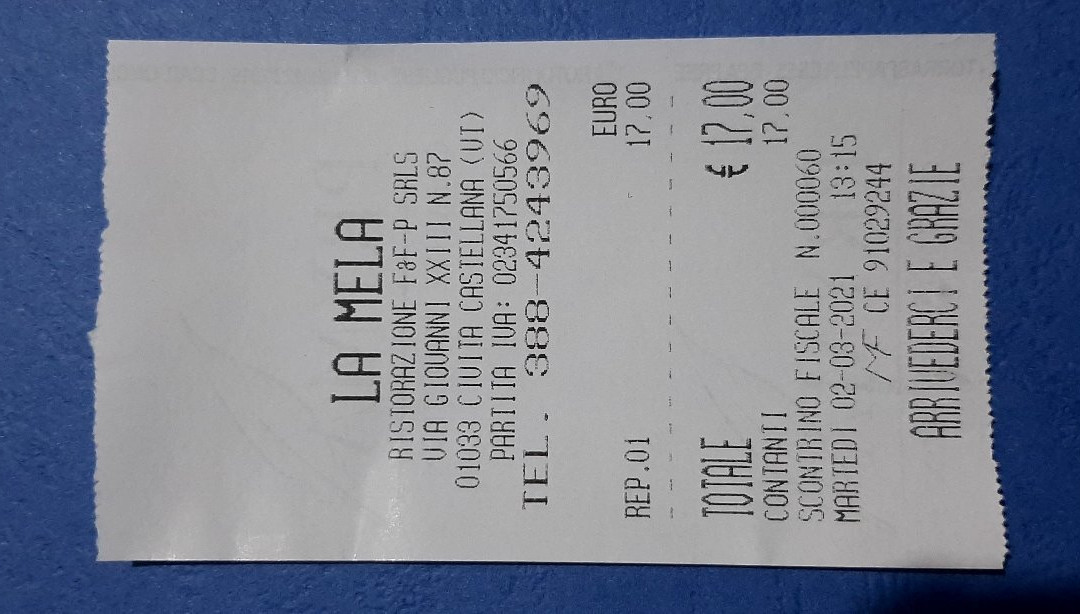 LA MELA
RISTORAZIONE F&F-P SRLS
VIA GIOVANNI XXIII N.87
01033 CIVITA CASTELLANA (VI)
PARTITA IVA: 02341750566
TEL. 388-4243969
EURO
REP.01 17,00
TOTALE € 17,00
CONTANTI 17,00
SCONTRINO FISCALE N.000060
MARTEDI 02-03-2021 13:15
MF CE 91029244
ARRIVEDERCI E GRAZIE